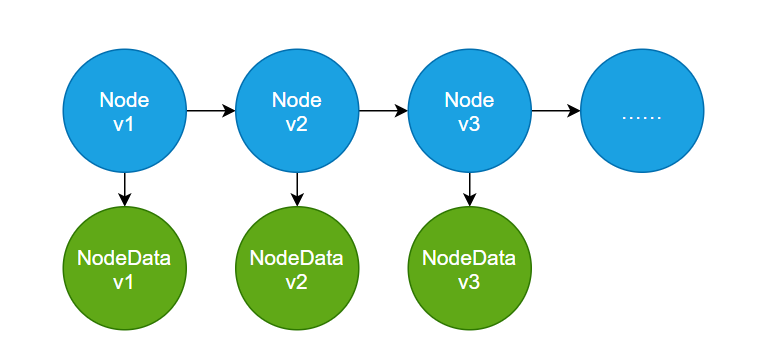 Node
v1
Node
v2
Node
v3
……
NodeData
v1
NodeData
v2
NodeData
v3